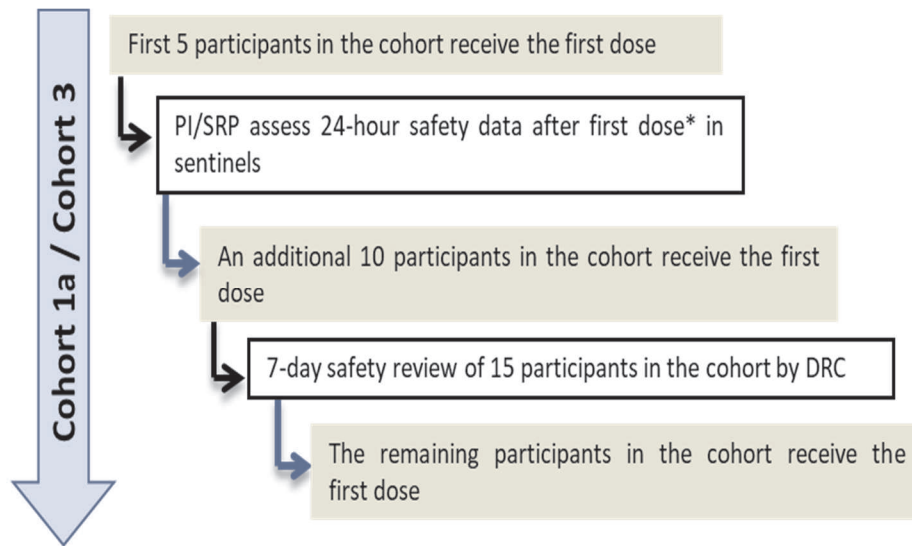 Cohort 1a / Cohort 3
First 5 participants in the cohort receive the first dose
PI/SRP assess 24-hour safety data after first dose* in
sentinels
An additional 10 participants in the cohort receive the first
dose
7-day safety review of 15 participants in the cohort by DRC
The remaining participants in the cohort receive the
first dose